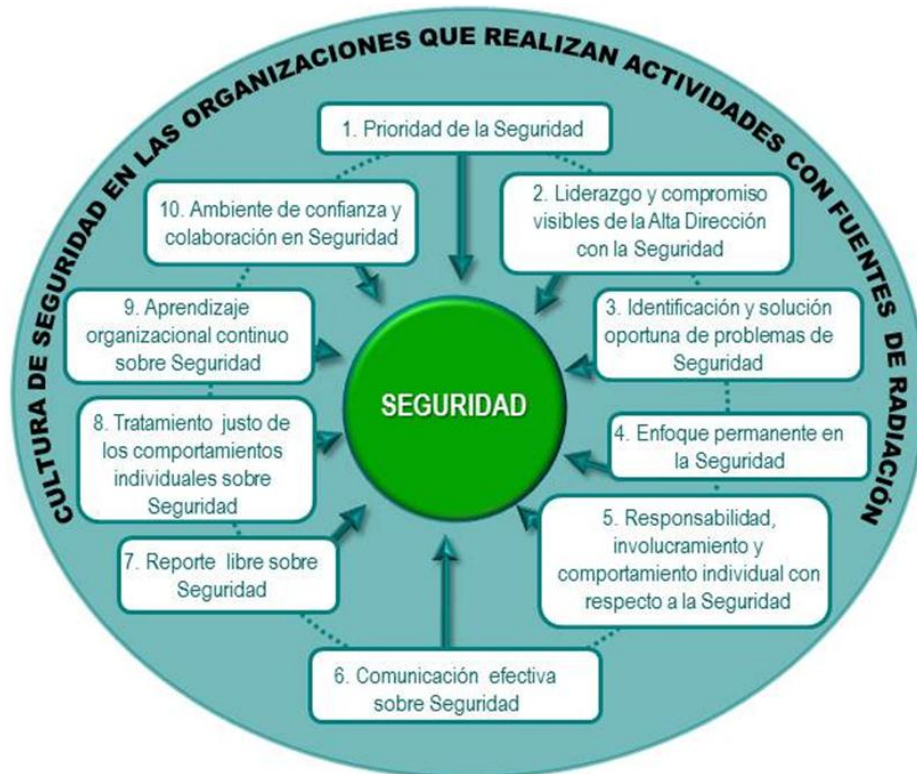 CULTURA DE SEGURIDAD EN LAS ORGANIZACIONES QUE REALIZAN ACTIVIDADES CON FUENTES DE RADIACIÓN
1. Prioridad de la Seguridad
2. Liderazgo y compromiso
visibles de la Alta Dirección
con la Seguridad
3. Identificación y solución
oportuna de problemas de
Seguridad
4. Enfoque permanente en
la Seguridad
5. Responsabilidad,
involucramiento y
comportamiento individual con
respecto a la Seguridad
6. Comunicación efectiva
sobre Seguridad
7. Reporte libre sobre
Seguridad
8. Tratamiento justo de
los comportamientos
individuales sobre
Seguridad
9. Aprendizaje
organizacional continuo
sobre Seguridad
10. Ambiente de confianza y
colaboración en Seguridad
SEGURIDAD